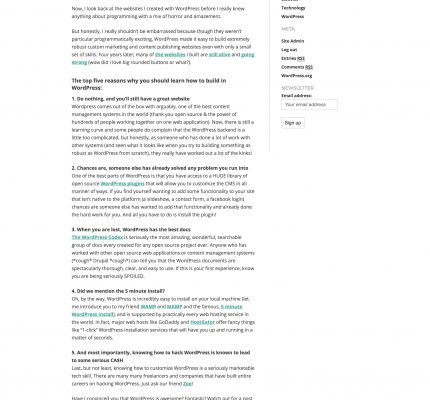 Now, I look back at the websites I created with WordPress before I really knew
anything about programming with a mix of horror and amazement.
But honestly, I really shouldn't be embarrassed because though they weren't
particular programmatically exciting, WordPress made it easy to build extremely
robust custom marketing and content publishing websites even with only a small
set of skills. Four years later, many of the websites I built are still alive and going
strong (wow did I love big rounded buttons or what?).
The top five reasons why you should learn how to build in
WordPress:
1. Do nothing, and you'll still have a great website
Wordpress comes out of the box with arguably, one of the best content
management systems in the world (thank you open source & the power of
hundreds of people working together on one web application). Now, there is still a
learning curve and some people do complain that the WordPress backend is a
little too complicated, but honestly, as someone who has done a lot of work with
other systems (and seen what it looks like when you try to building something as
robust as WordPress from scratch), they really have worked out a lot of the kinks!
2. Chances are, someone else has already solved any problem you run into
One of the best parts of WordPress is that you have access to a HUGE library of
open source WordPress plugins that will allow you to customize the CMS in all
manner of ways. If you find yourself wanting to add some functionality to your site
that isn't native to the platform (a slideshow, a contact form, a facebook login)
chances are someone else has wanted to add that functionality and already done
the hard work for you. And all you have to do is install the plugin!
3. When you are lost, WordPress has the best docs
The WordPress Codex is seriously the most amazing, wonderful, searchable
group of docs every created for any open source project ever. Anyone who has
worked with other open source web applications or content management systems
(*cough* Drupal *cough*) can tell you that the WordPress documents are
spectacularly thorough, clear, and easy to use. If this is your first experience, know
you are being seriously SPOILED.
4. Did we mention the 5 minute install?
Oh, by the way, WordPress is incredibly easy to install on your local machine (let
me introduce you to my friend WAMP and MAMP and the famous, 5 minute
WordPress install), and is supported by practically every web hosting service in
the world. In fact, major web hosts like GoDaddy and HostGator offer fancy things
like "1-click" WordPress installation services that will have you up and running in a
matter of seconds.
5. And most importantly, knowing how to hack WordPress is known to lead
to some serious CASH
Last, but not least, knowing how to customize WordPress is a seriously marketable
tech skill. There are many freelancers and companies that have built entire
careers on hacking WordPress. Just ask our friend Zoe!
Have I convinced you that WordPress is awesome? Fantastic! Watch out for a post
Technology
WordPress
META
Site Admin
Log out
Entries RSS
Comments RSS
WordPress.org
NEWSLETTER
Email address:
Your email address
Sign up